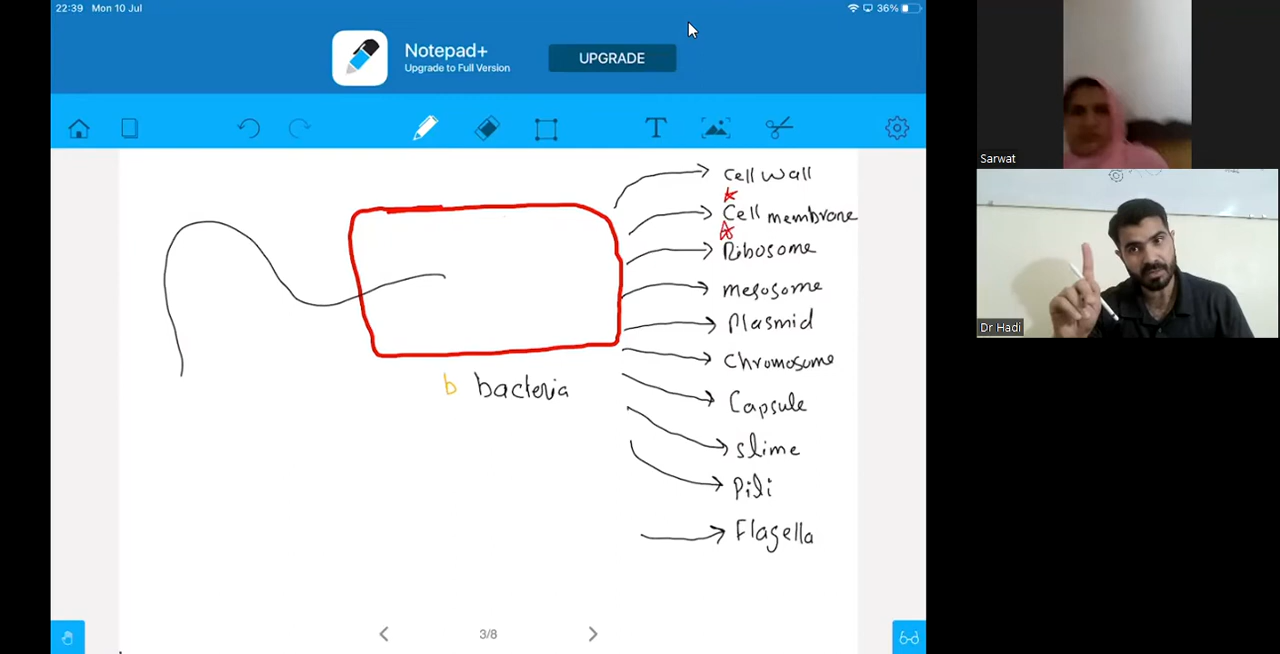 22:39 Mon 10 Jul
36%
Notepad+
Upgrade to Full Version
UPGRADE
T
Sarwat
Dr Hadi
Cell Wall
Cell membrane
Ribosome
mesosome
Plasmid
Chromosome
Capsule
slime
Pili
Flagella
b bacteria
3/8